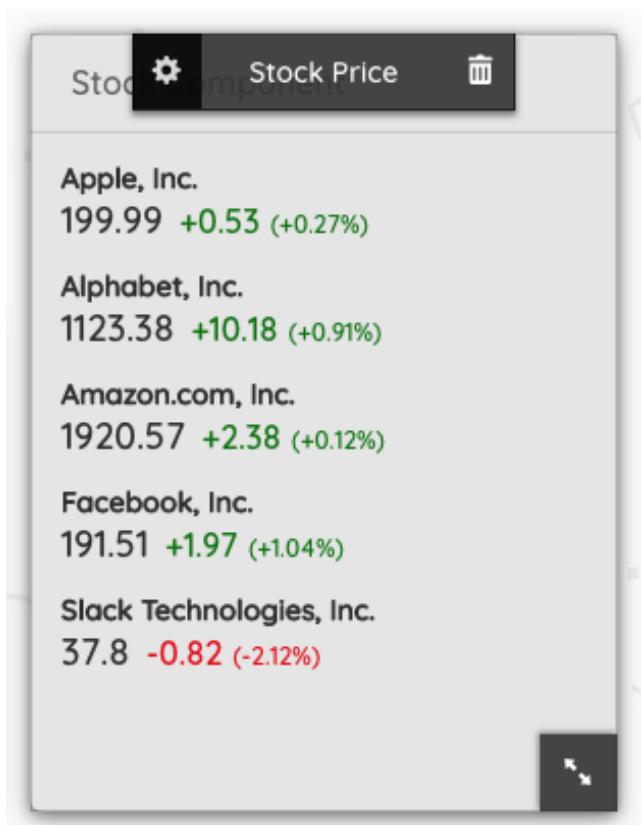 Stock Price
Stock Component
Apple, Inc.
199.99 +0.53 (+0.27%)
Alphabet, Inc.
1123.38 +10.18 (+0.91%)
Amazon.com, Inc.
1920.57 +2.38 (+0.12%)
Facebook, Inc.
191.51 +1.97 (+1.04%)
Slack Technologies, Inc.
37.8 -0.82 (-2.12%)